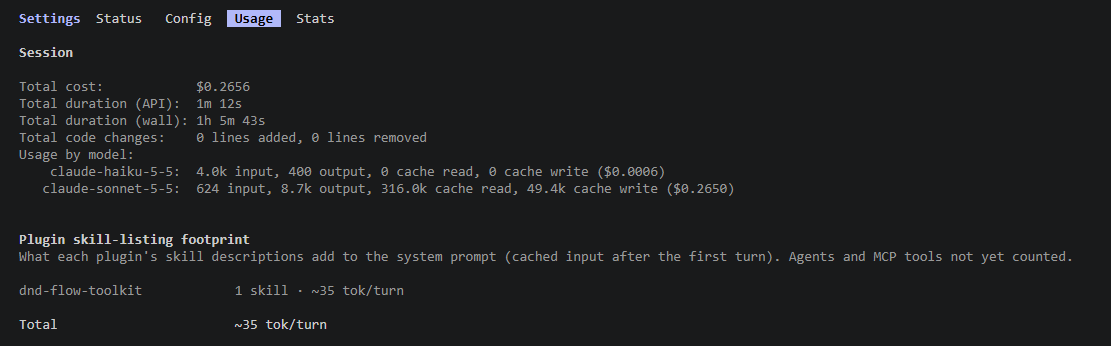 Settings  Status  Config  Usage  Stats
Session
Total cost: $0.2656
Total duration (API): 1m 12s
Total duration (wall): 1h 5m 43s
Total code changes: 0 lines added, 0 lines removed
Usage by model:
claude-haiku-5-5: 4.0k input, 400 output, 0 cache read, 0 cache write ($0.0006)
claude-sonnet-5-5: 624 input, 8.7k output, 316.0k cache read, 49.4k cache write ($0.2650)
Plugin skill-listing footprint
What each plugin's skill descriptions add to the system prompt (cached input after the first turn). Agents and MCP tools not yet counted.
dnd-flow-toolkit 1 skill · ~35 tok/turn
Total ~35 tok/turn